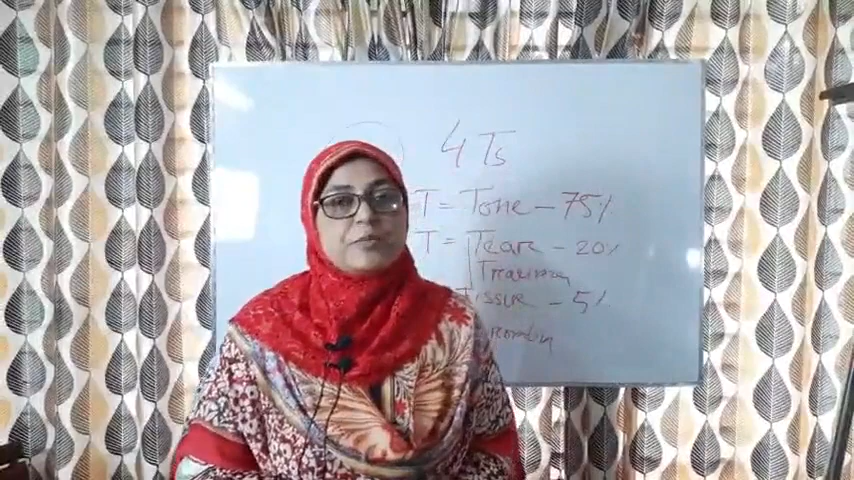 4 Ts
T = Tone - 75%
T = Tear - 20%
Trauma
Tissue - 5%